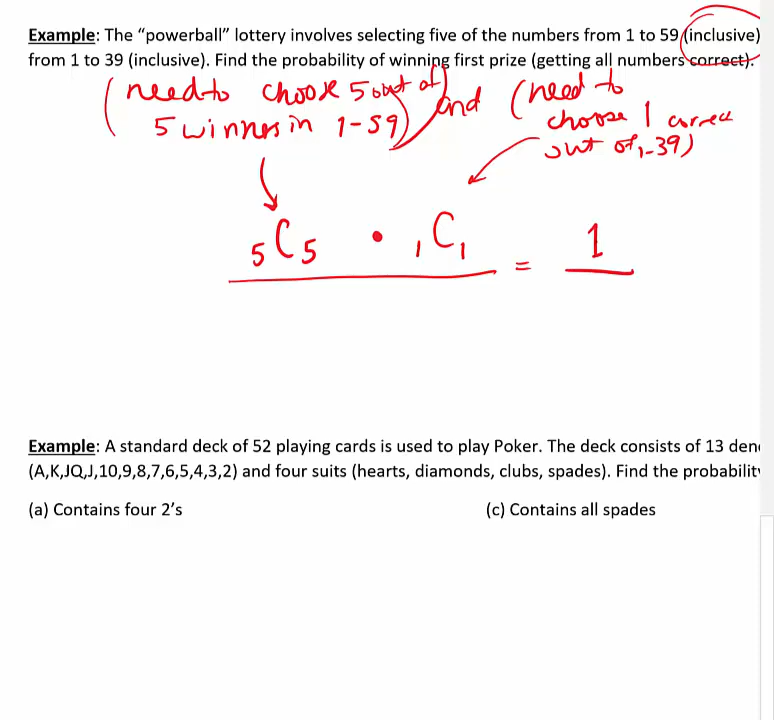 Example: The “powerball” lottery involves selecting five of the numbers from 1 to 59 (inclusive)
from 1 to 39 (inclusive). Find the probability of winning first prize (getting all numbers correct).
(need to choose 5 out of and (need to
5 winners in 1-59) choose 1 correct
out of 1-39)
5C5 • 1C1 = 1
Example: A standard deck of 52 playing cards is used to play Poker. The deck consists of 13
(A,K,JQ,J,10,9,8,7,6,5,4,3,2) and four suits (hearts, diamonds, clubs, spades). Find the
(a) Contains four 2’s (c) Contains all spades